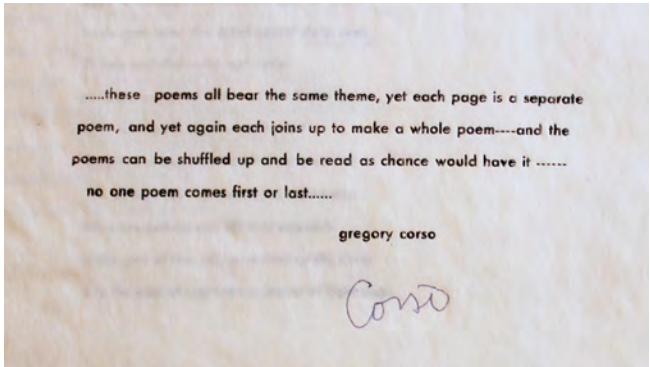 .....these poems all bear the same theme, yet each page is a separate
poem, and yet again each joins up to make a whole poem----and the
poems can be shuffled up and be read as chance would have it ------
no one poem comes first or last......
gregory corso
Corso